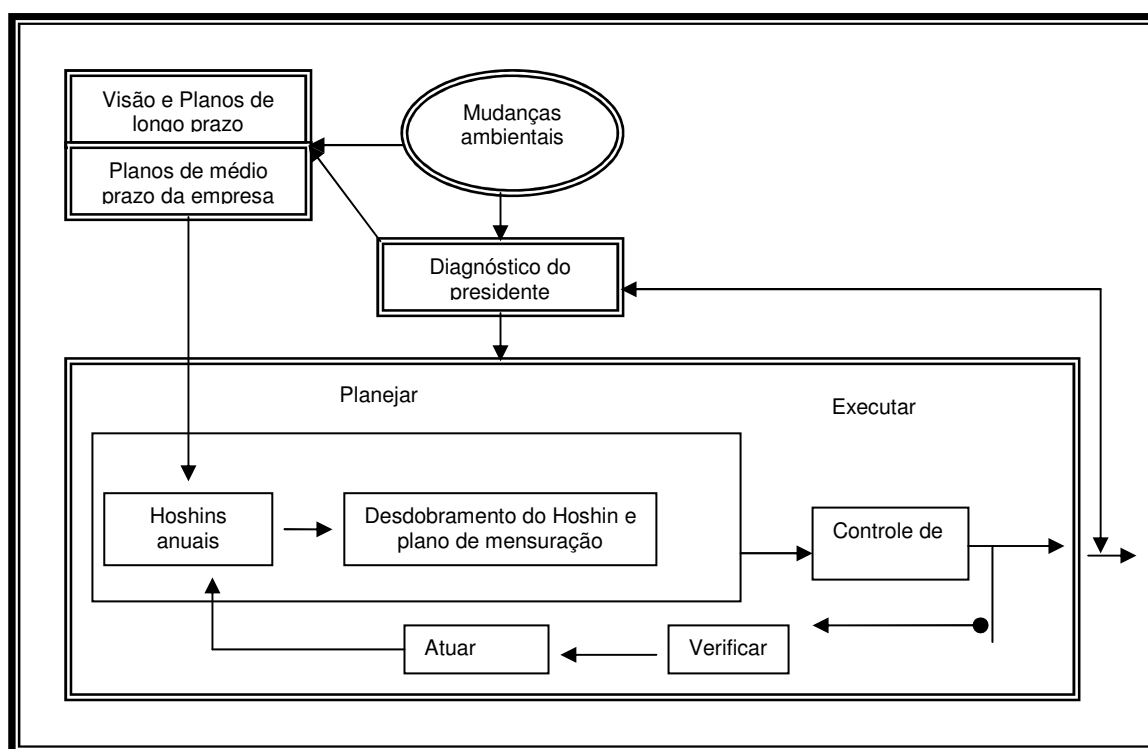 Visão e Planos de
longo prazo
Mudanças
ambientais
Planos de médio
prazo da empresa
Diagnóstico do
presidente
Planejar
Executar
Hoshins
anuais
Desdobramento do Hoshin e
plano de mensuração
Controle de
Atuar
Verificar